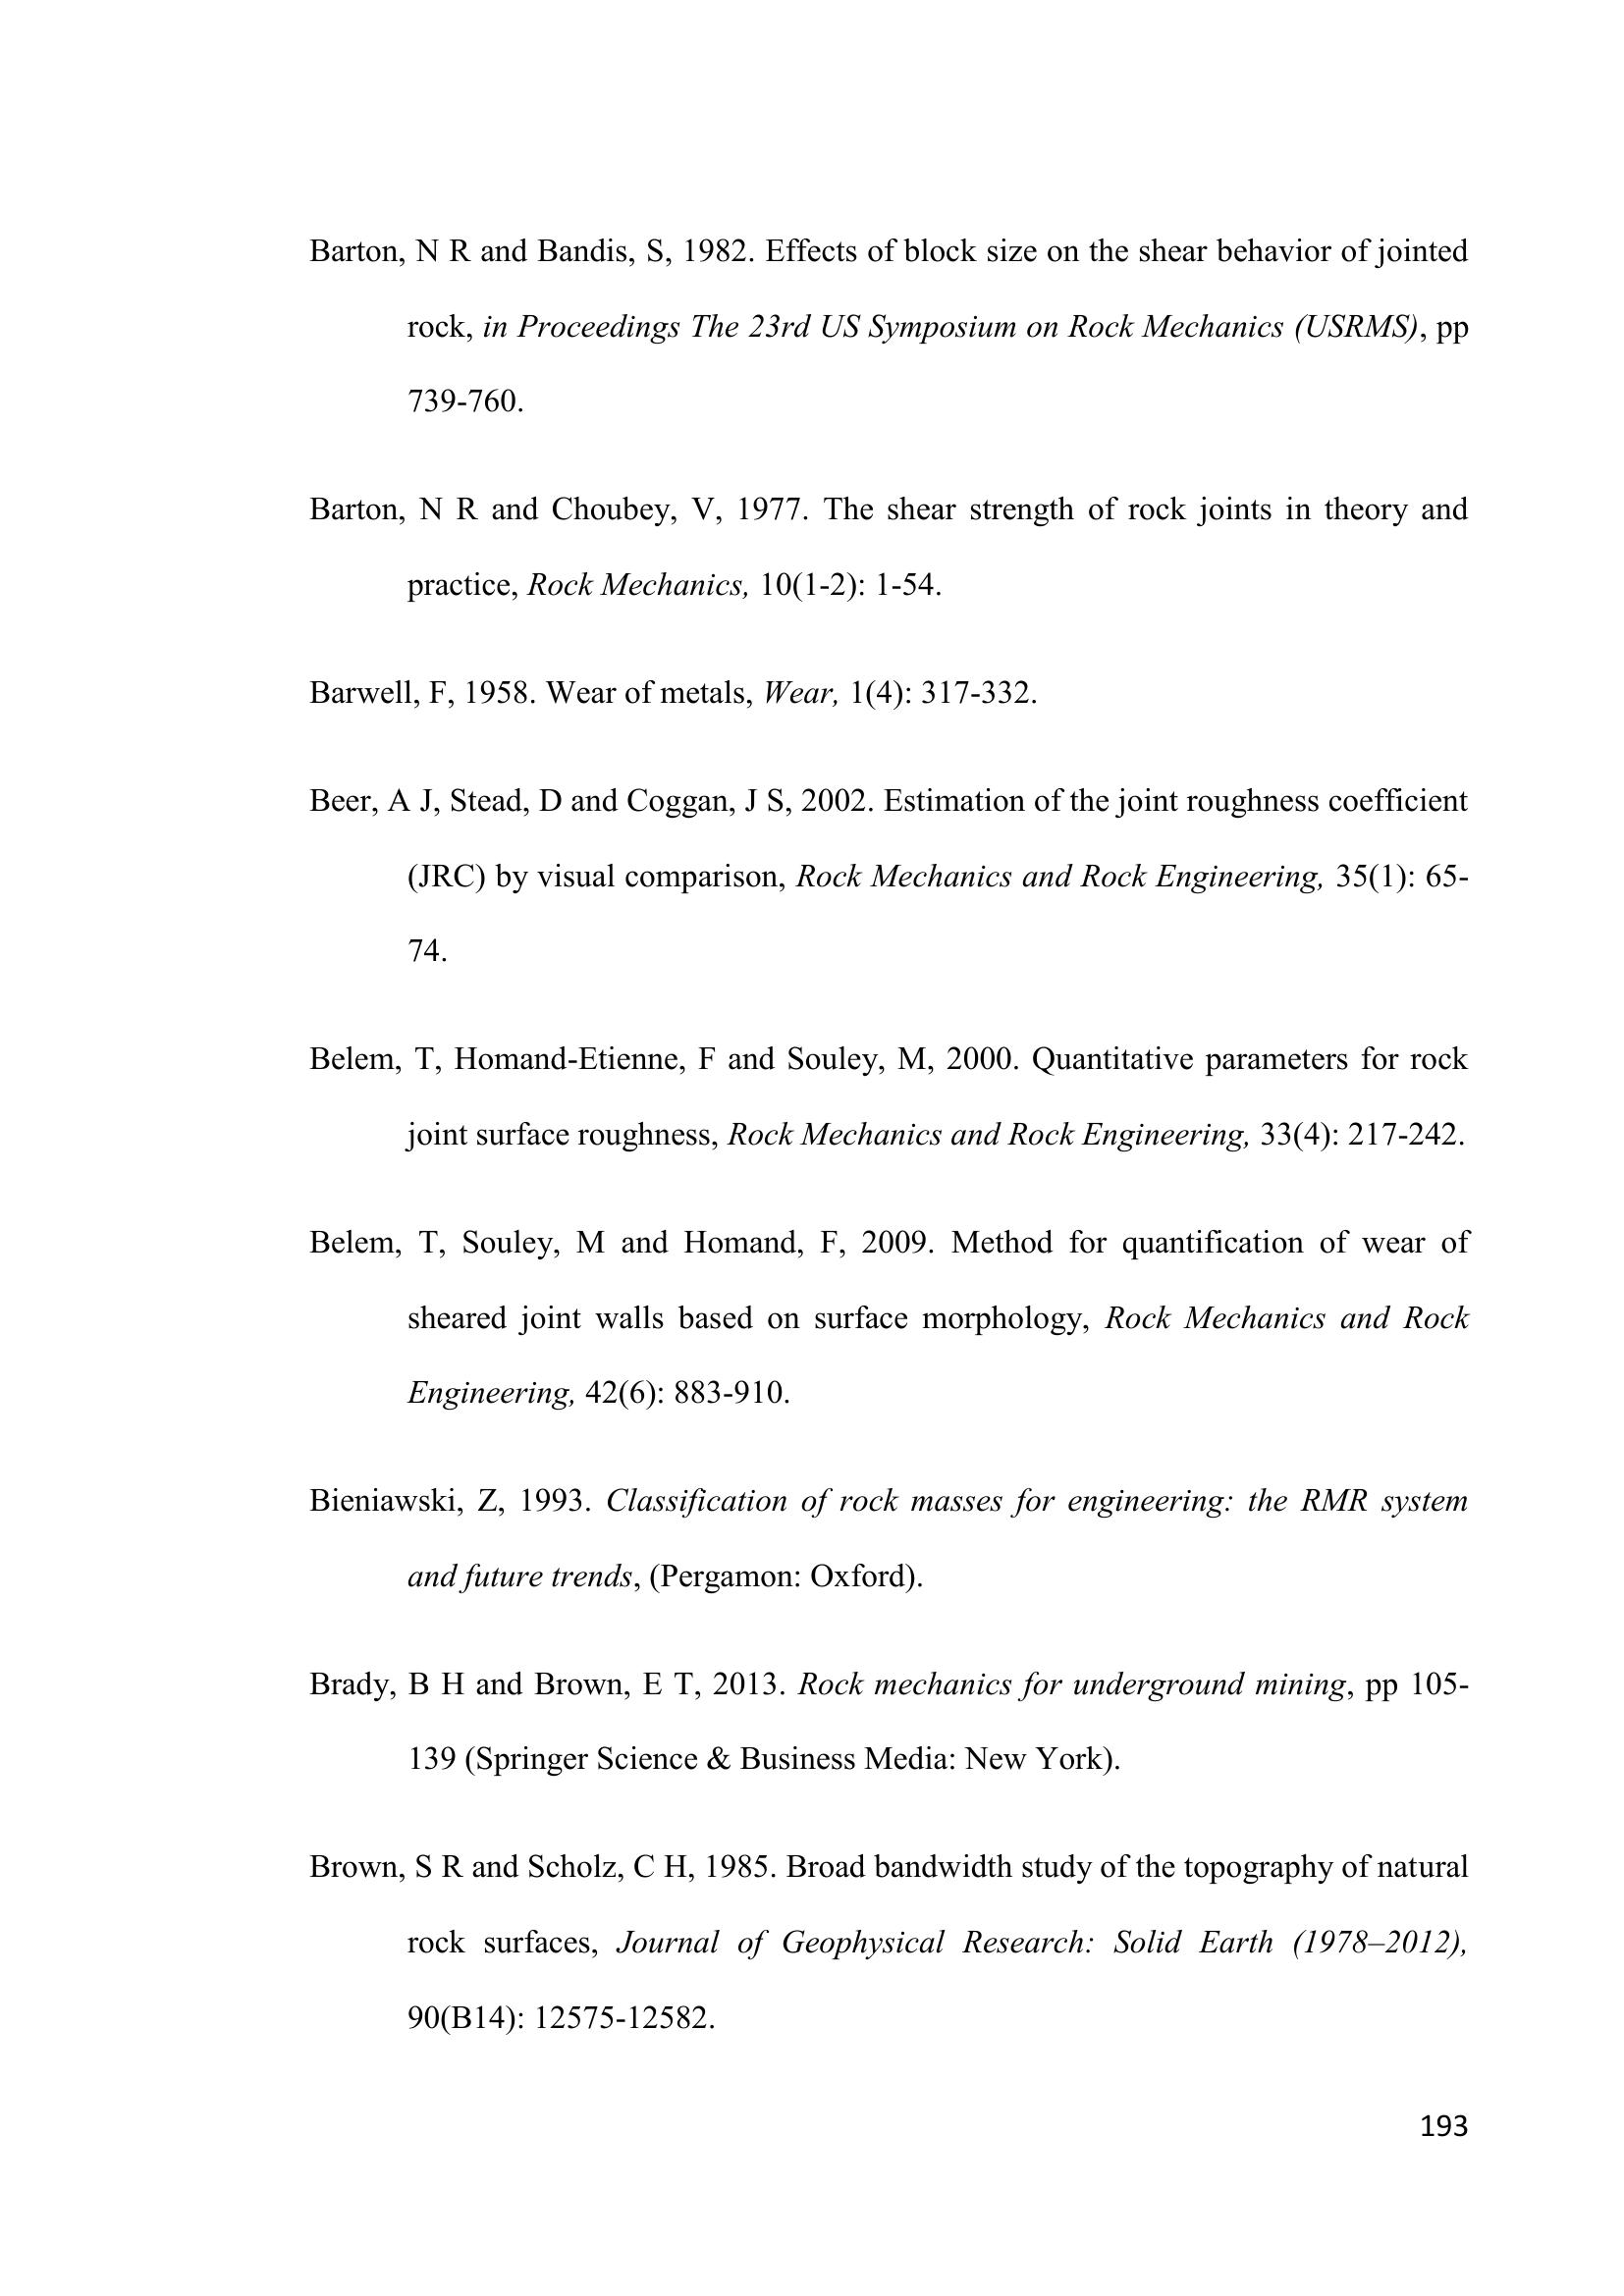 Barton, N R and Bandis, S, 1982. Effects of block size on the shear behavior of jointed
rock, in Proceedings The 23rd US Symposium on Rock Mechanics (USRMS), pp
739-760.
Barton, N R and Choubey, V, 1977. The shear strength of rock joints in theory and
practice, Rock Mechanics, 10(1-2): 1-54.
Barwell, F, 1958. Wear of metals, Wear, 1(4): 317-332.
Beer, A J, Stead, D and Coggan, J S, 2002. Estimation of the joint roughness coefficient
(JRC) by visual comparison, Rock Mechanics and Rock Engineering, 35(1): 65-
74.
Belem, T, Homand-Etienne, F and Souley, M, 2000. Quantitative parameters for rock
joint surface roughness, Rock Mechanics and Rock Engineering, 33(4): 217-242.
Belem, T, Souley, M and Homand, F, 2009. Method for quantification of wear of
sheared joint walls based on surface morphology, Rock Mechanics and Rock
Engineering, 42(6): 883-910.
Bieniawski, Z, 1993. Classification of rock masses for engineering: the RMR system
and future trends, (Pergamon: Oxford).
Brady, B H and Brown, E T, 2013. Rock mechanics for underground mining, pp 105-
139 (Springer Science & Business Media: New York).
Brown, S R and Scholz, C H, 1985. Broad bandwidth study of the topography of natural
rock surfaces, Journal of Geophysical Research: Solid Earth (1978–2012),
90(B14): 12575-12582.
193